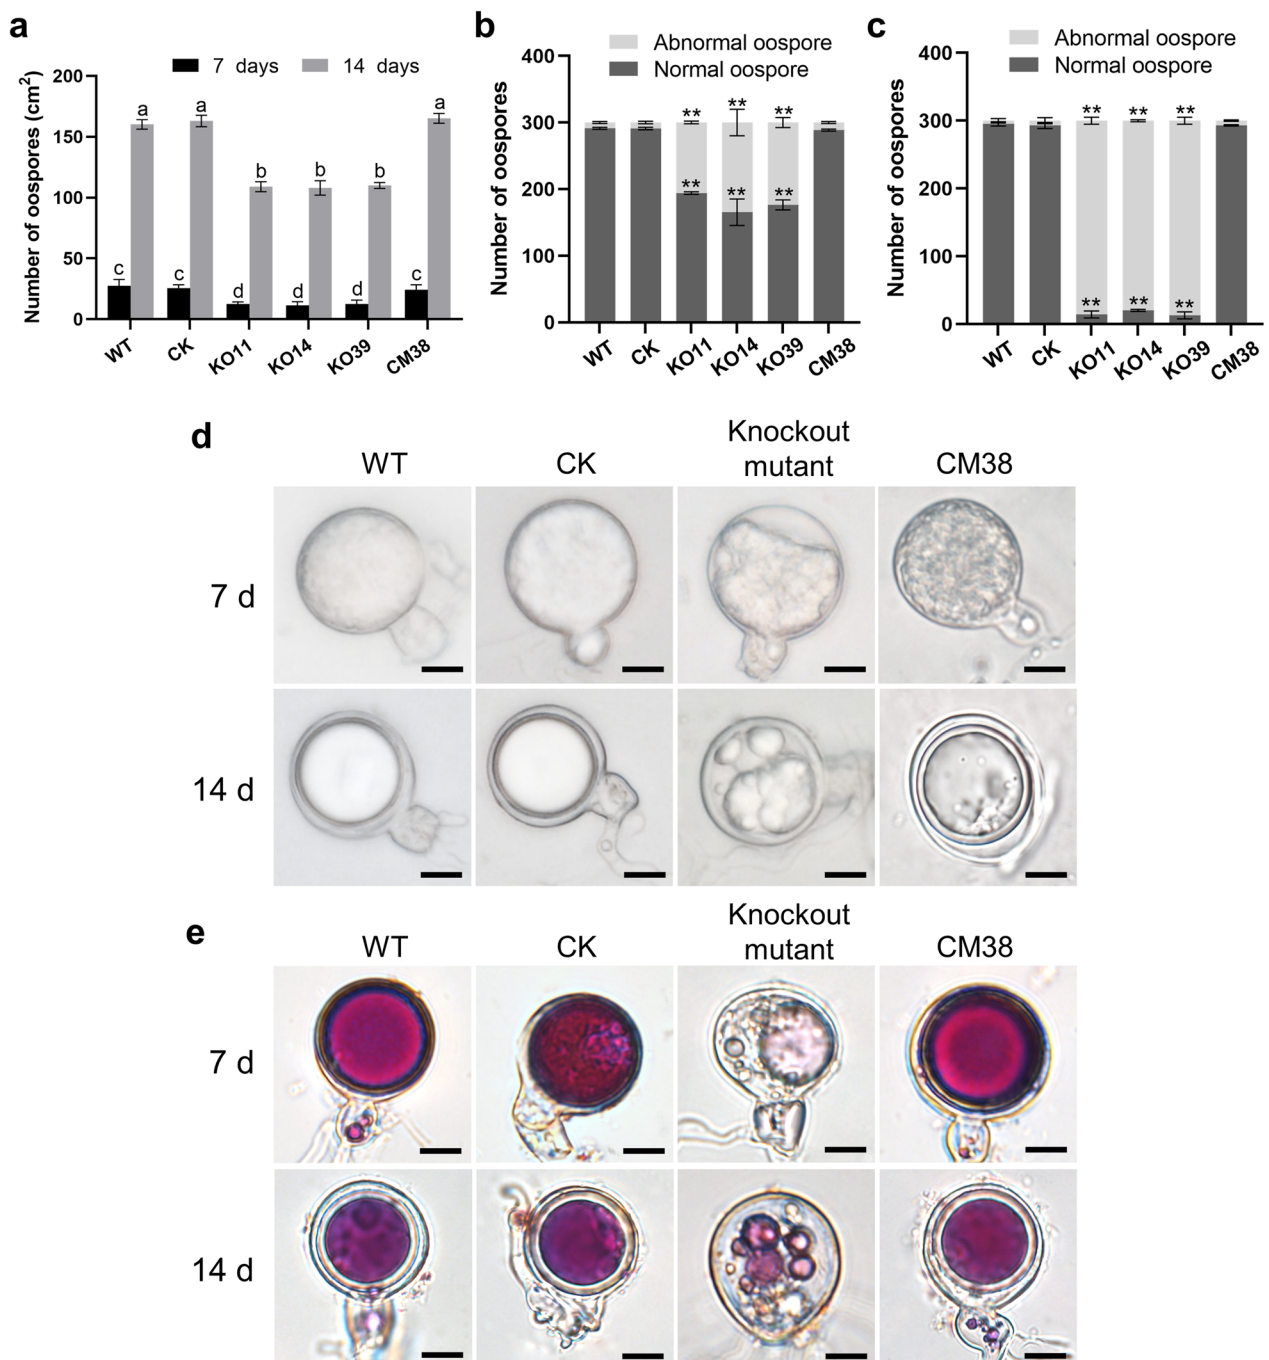 a
7 days 14 days
Number of oospores (cm²)
200
150
100
50
0
a a a
b b b
c c d d d c
WT CK KO11 KO14 KO39 CM38
b
Abnormal oospore
Normal oospore
Number of oospores
400
300
200
100
0
** ** **
** ** **
WT CK KO11 KO14 KO39 CM38
c
Abnormal oospore
Normal oospore
Number of oospores
400
300
200
100
0
** ** **
** ** **
WT CK KO11 KO14 KO39 CM38
d
WT CK Knockout mutant CM38
7 d
14 d
e
WT CK Knockout mutant CM38
7 d
14 d